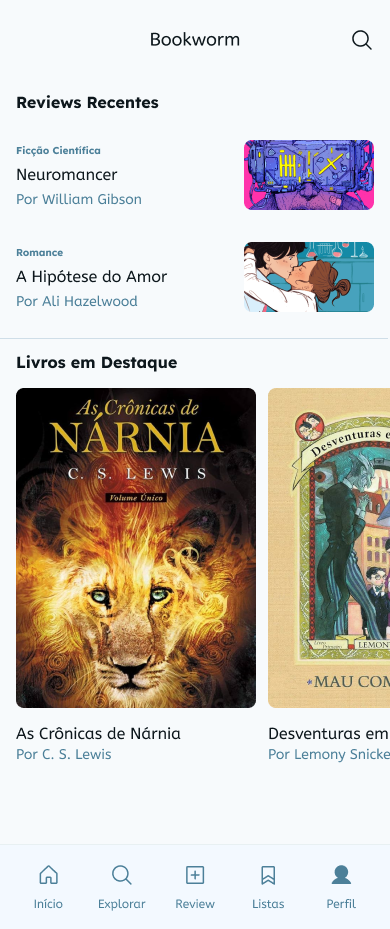 Bookworm
Reviews Recentes
Ficção Científica
Neuromancer
Por William Gibson
Romance
A Hipótese do Amor
Por Ali Hazelwood
Livros em Destaque
As Crônicas de
NÁRNIA
C. S. LEWIS
Volume Único
Desventuras e
LEMON
MAU COM
As Crônicas de Nárnia
Por C. S. Lewis
Desventuras em
Por Lemony Snicke
Início
Explorar
Review
Listas
Perfil